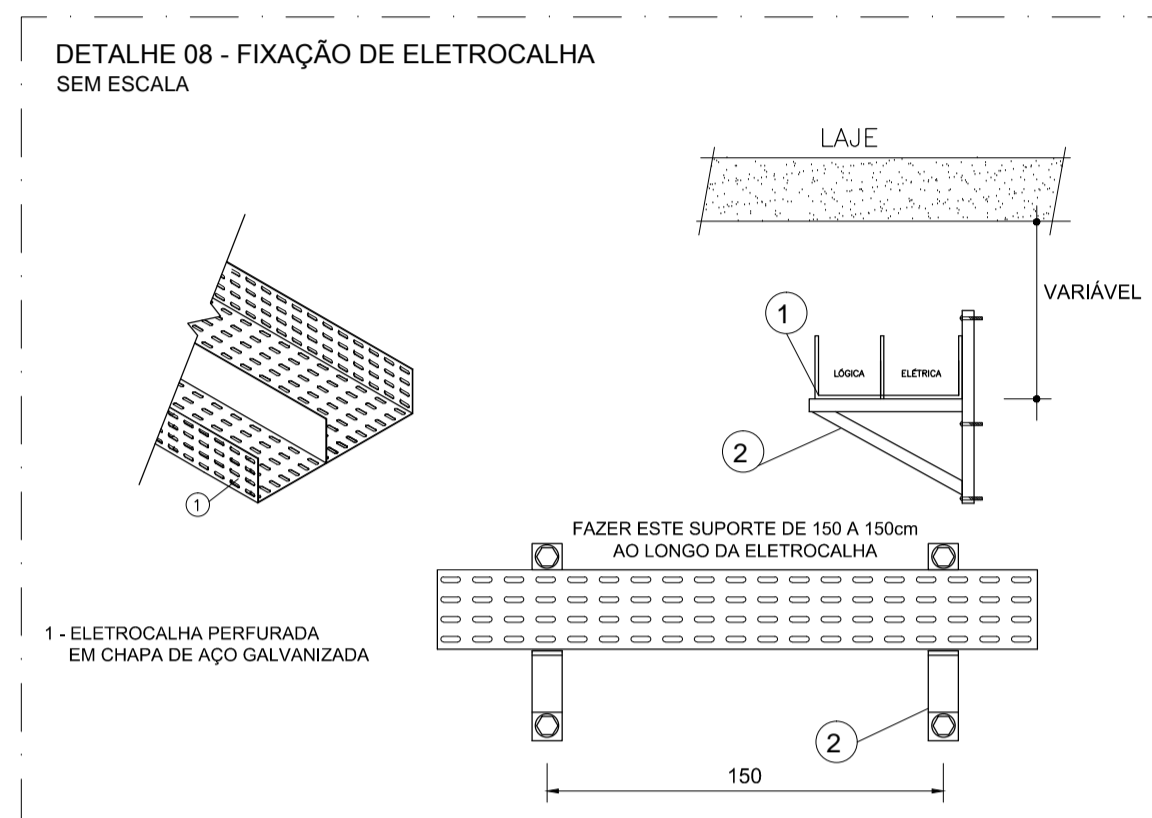 DETALHE 08 - FIXAÇÃO DE ELETROCALHA
SEM ESCALA
LAJE
VARIÁVEL
1
LÓGICA
ELÉTRICA
2
1
FAZER ESTE SUPORTE DE 150 A 150cm
AO LONGO DA ELETROCALHA
1 - ELETROCALHA PERFURADA
EM CHAPA DE AÇO GALVANIZADA
2
150